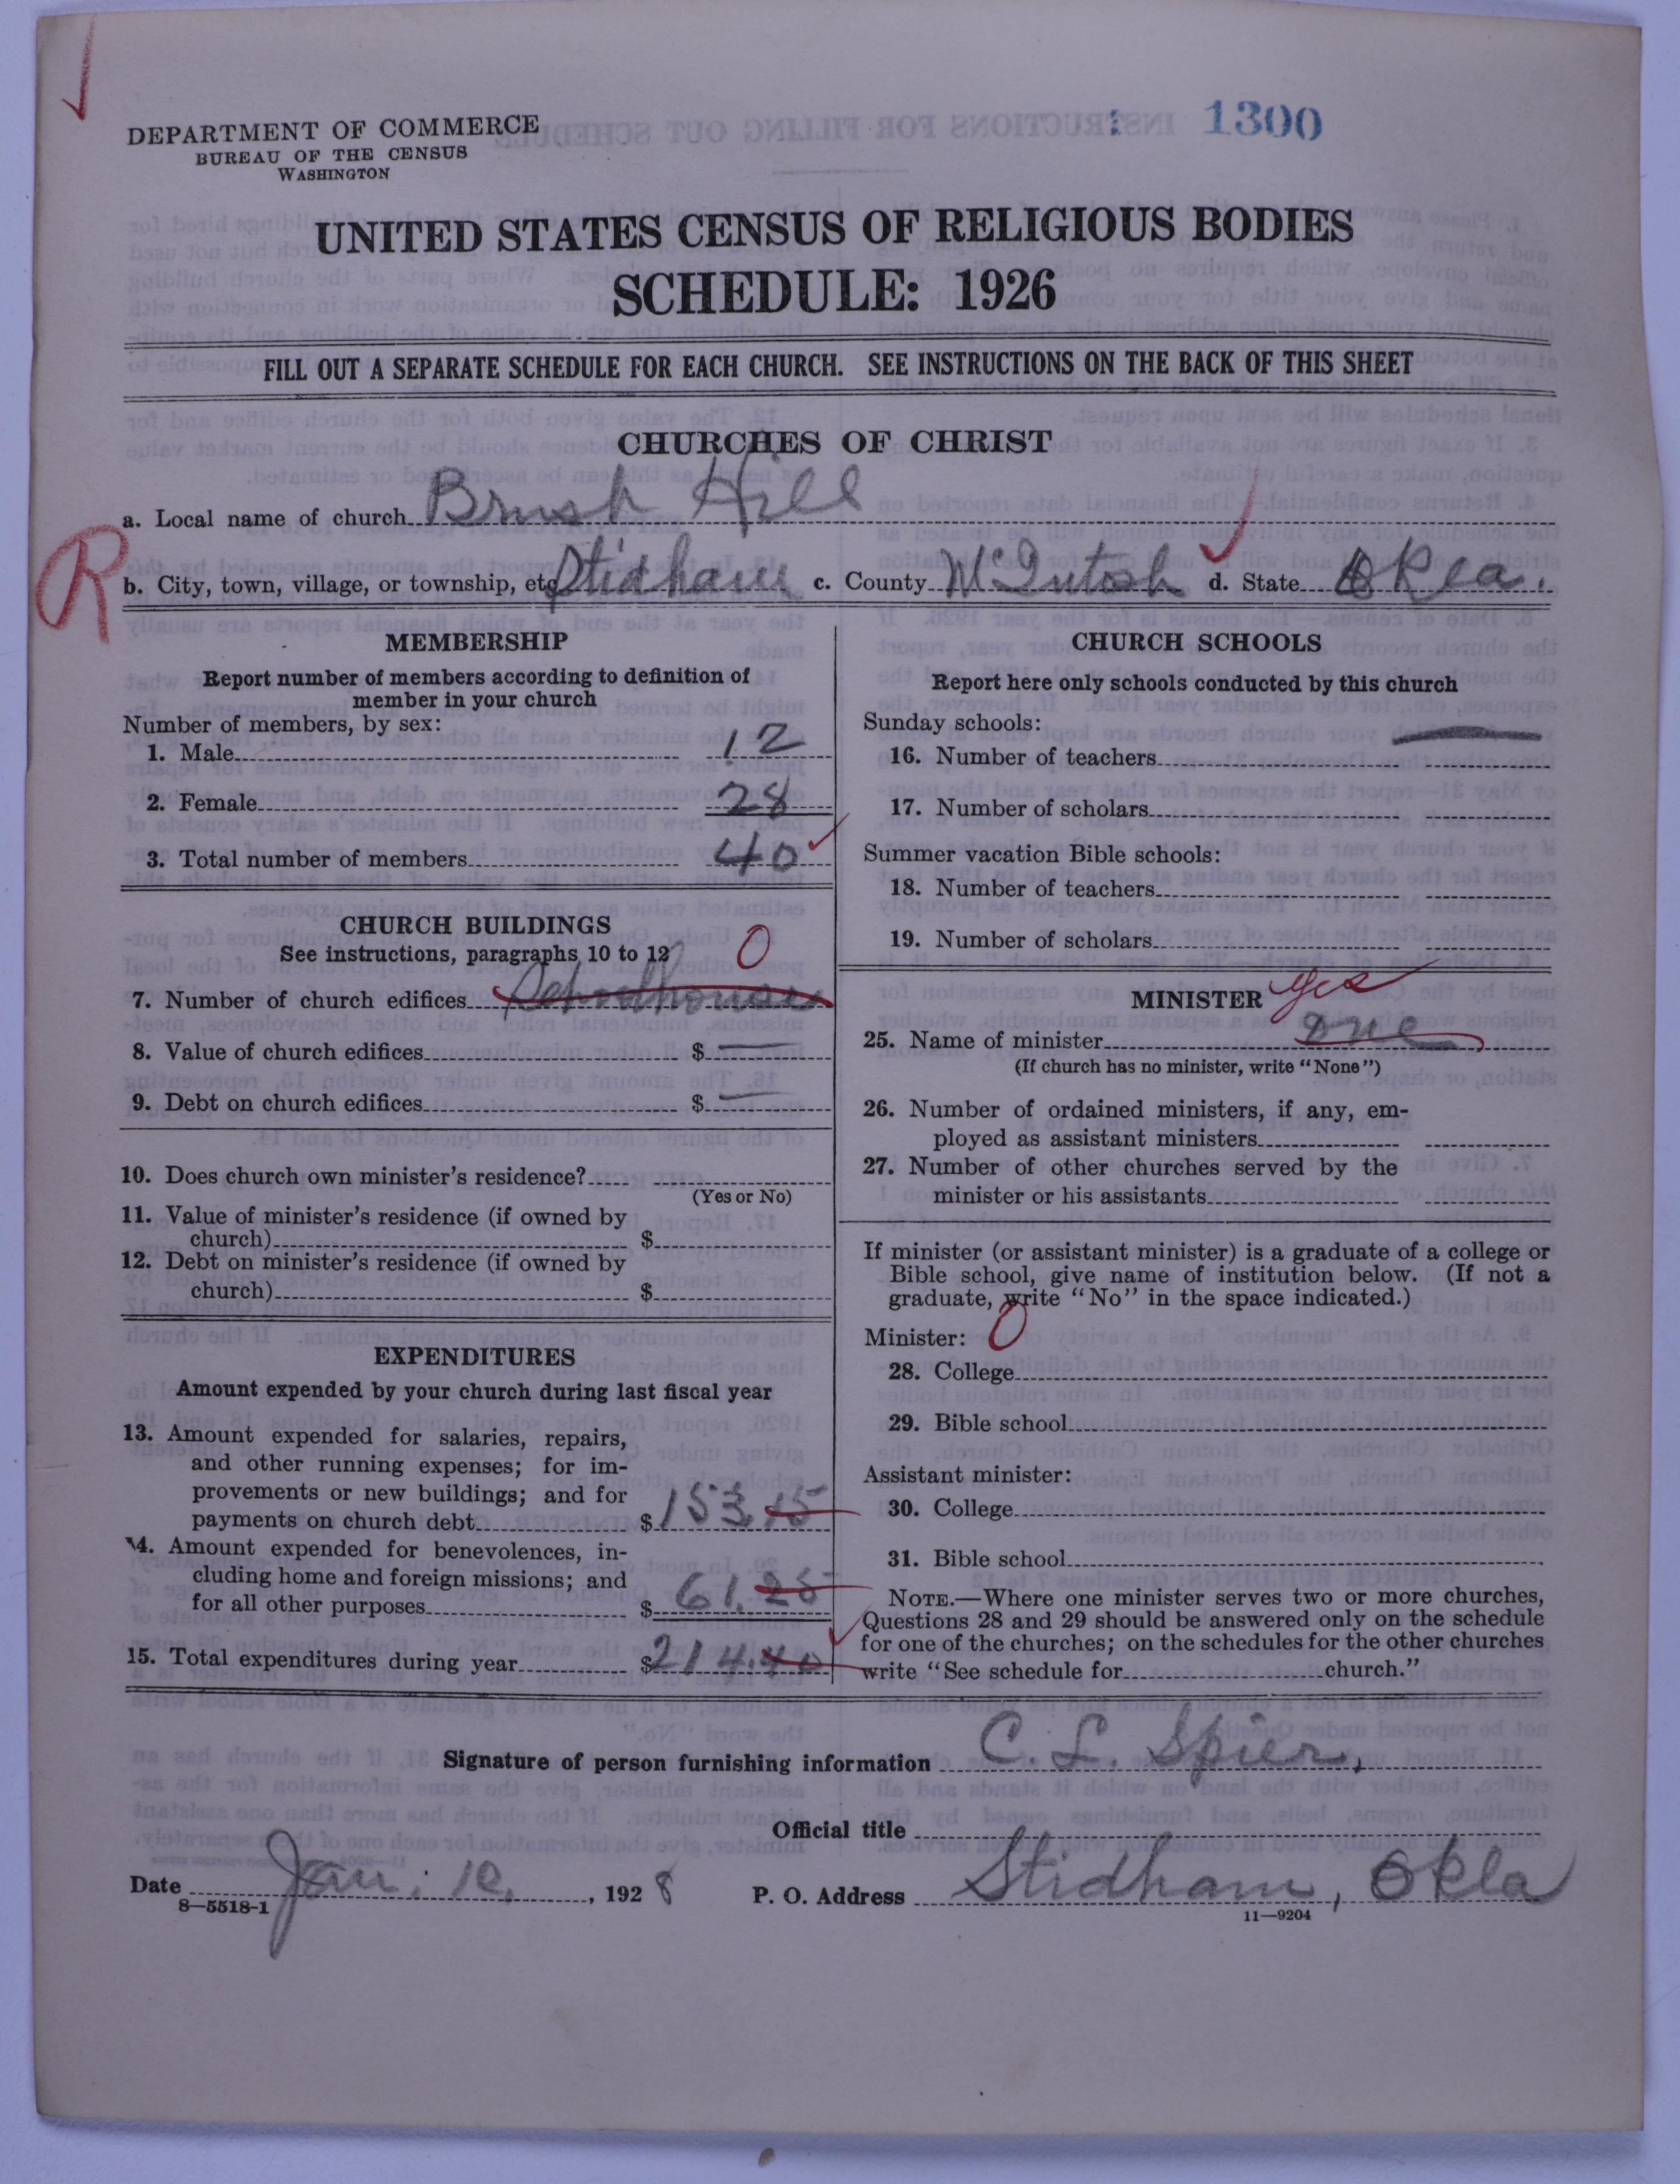 DEPARTMENT OF COMMERCE
BUREAU OF THE CENSUS
WASHINGTON
1 1300
UNITED STATES CENSUS OF RELIGIOUS BODIES
SCHEDULE: 1926
FILL OUT A SEPARATE SCHEDULE FOR EACH CHURCH. SEE INSTRUCTIONS ON THE BACK OF THIS SHEET
CHURCHES OF CHRIST
a. Local name of church Brush Hill
R
b. City, town, village, or township, etc Stidham c. County McIntosh d. State Okla.
MEMBERSHIP
Report number of members according to definition of
member in your church
Number of members, by sex:
1. Male 12
2. Female 28
3. Total number of members 40
CHURCH BUILDINGS
See instructions, paragraphs 10 to 12 0
7. Number of church edifices Schoolhouse
8. Value of church edifices $ —
9. Debt on church edifices $ —
10. Does church own minister's residence?
(Yes or No)
11. Value of minister's residence (if owned by
church) $
12. Debt on minister's residence (if owned by
church) $
EXPENDITURES
Amount expended by your church during last fiscal year
13. Amount expended for salaries, repairs,
and other running expenses; for im-
provements or new buildings; and for
payments on church debt $153.15
14. Amount expended for benevolences, in-
cluding home and foreign missions; and
for all other purposes $ 61.25
15. Total expenditures during year $214.40
CHURCH SCHOOLS
Report here only schools conducted by this church
Sunday schools: —
16. Number of teachers
17. Number of scholars
Summer vacation Bible schools:
18. Number of teachers
19. Number of scholars
MINISTER yes
25. Name of minister one
(If church has no minister, write "None")
26. Number of ordained ministers, if any, em-
ployed as assistant ministers
27. Number of other churches served by the
minister or his assistants
If minister (or assistant minister) is a graduate of a college or
Bible school, give name of institution below. (If not a
graduate, write "No" in the space indicated.)
Minister: 0
28. College
29. Bible school
Assistant minister:
30. College
31. Bible school
NOTE.—Where one minister serves two or more churches,
Questions 28 and 29 should be answered only on the schedule
for one of the churches; on the schedules for the other churches
write "See schedule for church."
Signature of person furnishing information C. L. Spier,
Official title
Date Jan. 10, 1928 P. O. Address Stidham, Okla
8—5518-1 11—9204